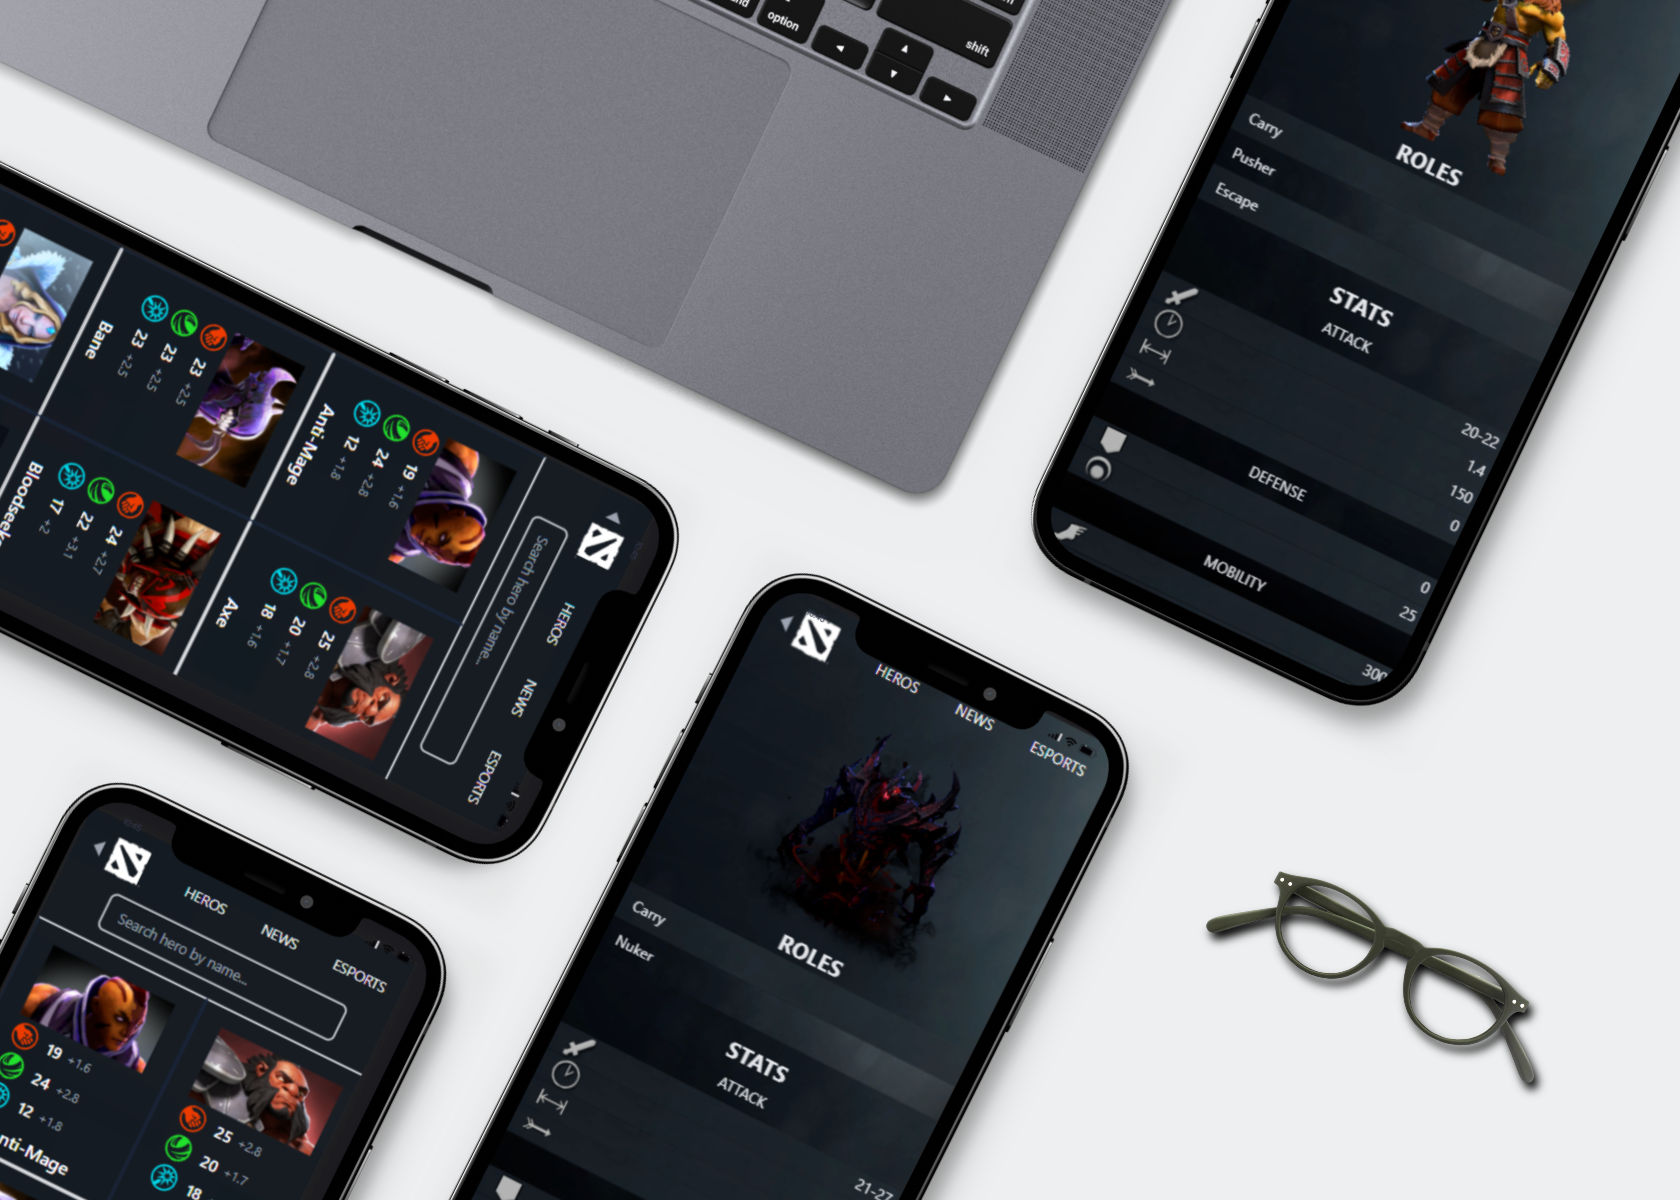 option
shift
Carry
Pusher
Escape
ROLES
STATS
ATTACK
20-22
1.4
150
0
DEFENSE
0
25
MOBILITY
300
HEROS
NEWS
ESPORTS
Search hero by name...
19 +1.6
24 +2.8
12 +1.8
Anti-Mage
25 +2.8
20 +1.7
18 +1.6
Axe
23 +2.5
23 +2.5
23 +2.5
Bane
24 +2.7
22 +3.1
17 +2
HEROS
NEWS
ESPORTS
Carry
Nuker
ROLES
STATS
ATTACK
21-27
HEROS
NEWS
ESPORTS
Search hero by name...
19 +1.6
24 +2.8
12 +1.8
nti-Mage
25 +2.8
20 +1.7
18